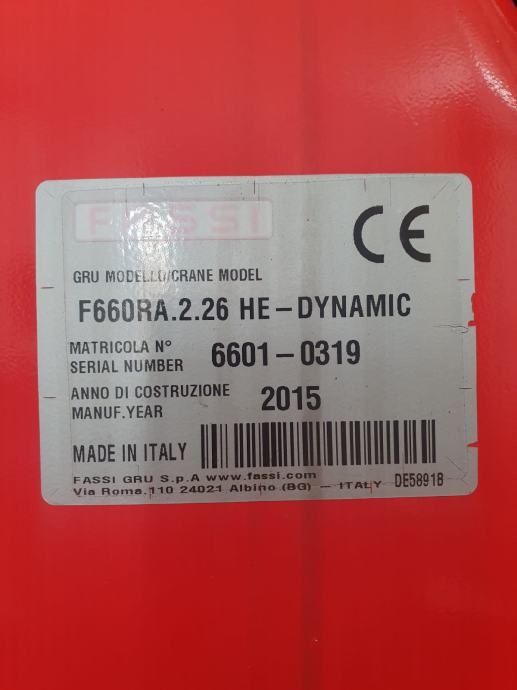 FASSI
CE
GRU MODELLO/CRANE MODEL
F660RA.2.26 HE-DYNAMIC
MATRICOLA N° 6601-0319
SERIAL NUMBER
ANNO DI COSTRUZIONE 2015
MANUF.YEAR
MADE IN ITALY
FASSI GRU S.p.A www.fassi.com
Via Roma.110 24021 Albino (BG) - ITALY DE5891B